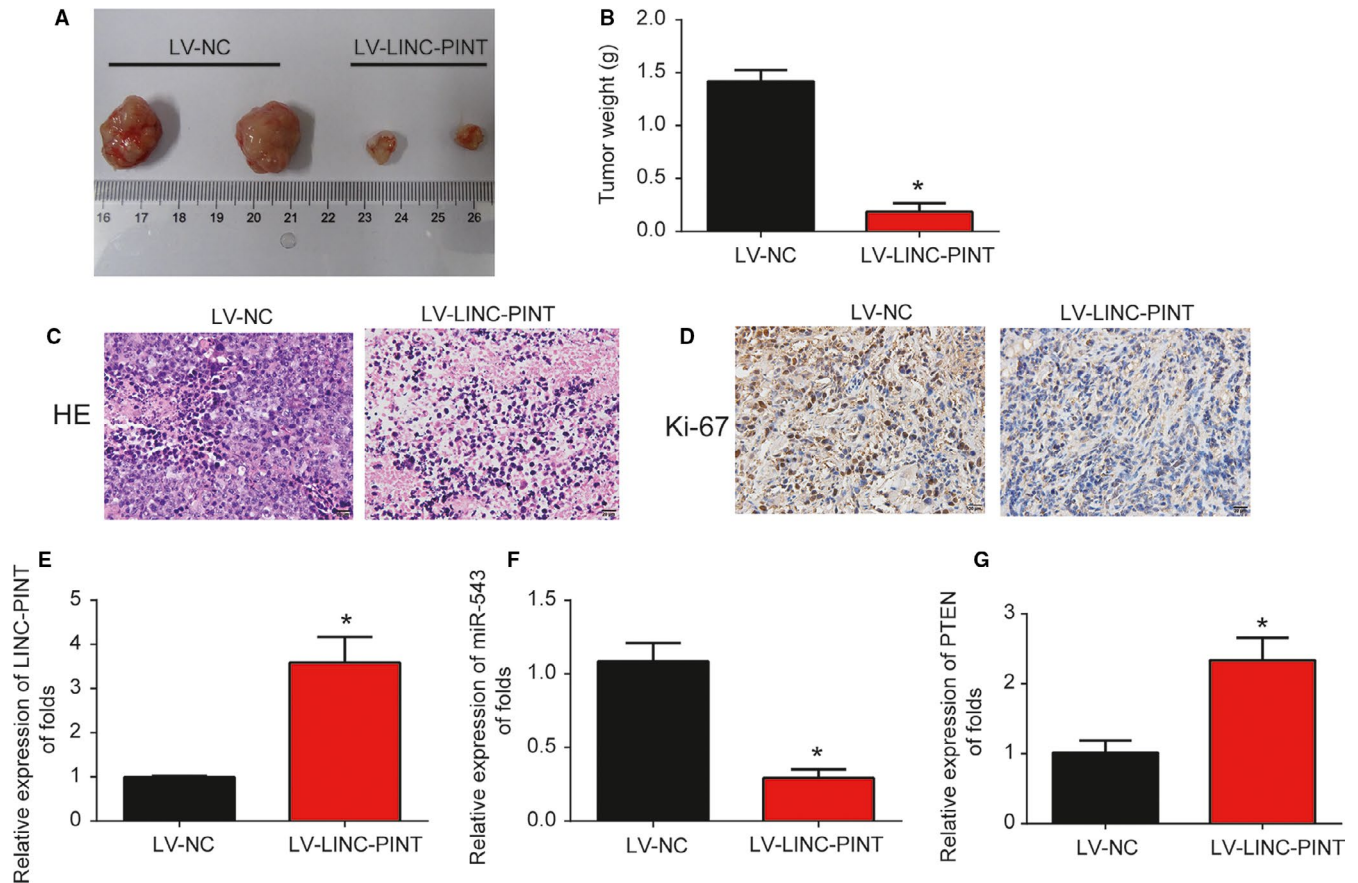 A
LV-NC
LV-LINC-PINT
16 17 18 19 20 21 22 23 24 25 26
B
Tumor weight (g)
2.0
1.5
1.0
0.5
0.0
*
LV-NC
LV-LINC-PINT
C
HE
LV-NC
LV-LINC-PINT
D
Ki-67
LV-NC
LV-LINC-PINT
E
Relative expression of LINC-PINT
of folds
5
4
3
2
1
0
*
LV-NC
LV-LINC-PINT
F
Relative expression of miR-543
of folds
1.5
1.0
0.5
0.0
*
LV-NC
LV-LINC-PINT
G
Relative expression of PTEN
of folds
3
2
1
0
*
LV-NC
LV-LINC-PINT